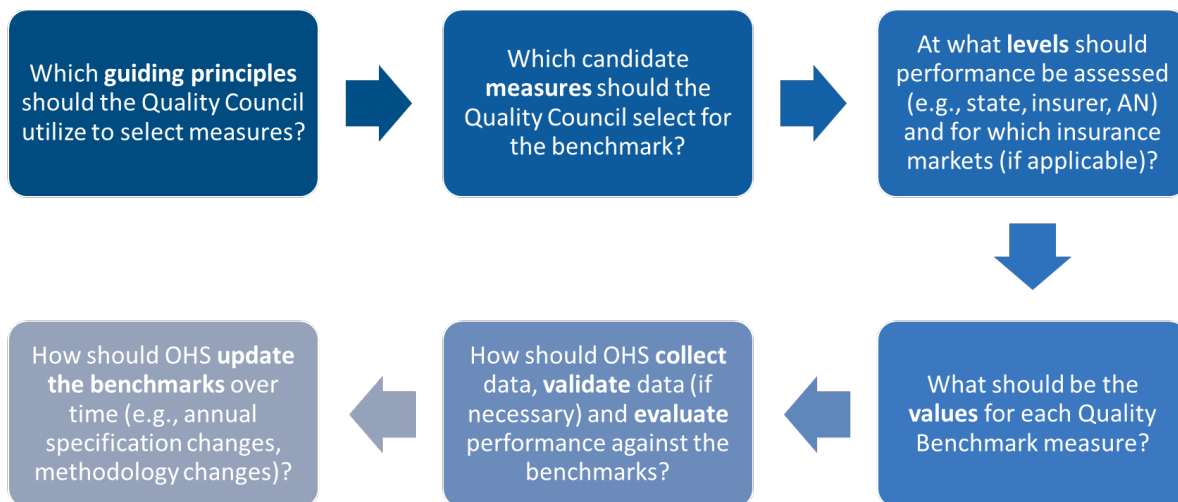 Which guiding principles
should the Quality Council
utilize to select measures?
Which candidate
measures should the
Quality Council select for
the benchmark?
At what levels should
performance be assessed
(e.g., state, insurer, AN)
and for which insurance
markets (if applicable)?
What should be the
values for each Quality
Benchmark measure?
How should OHS collect
data, validate data (if
necessary) and evaluate
performance against the
benchmarks?
How should OHS update
the benchmarks over
time (e.g., annual
specification changes,
methodology changes)?